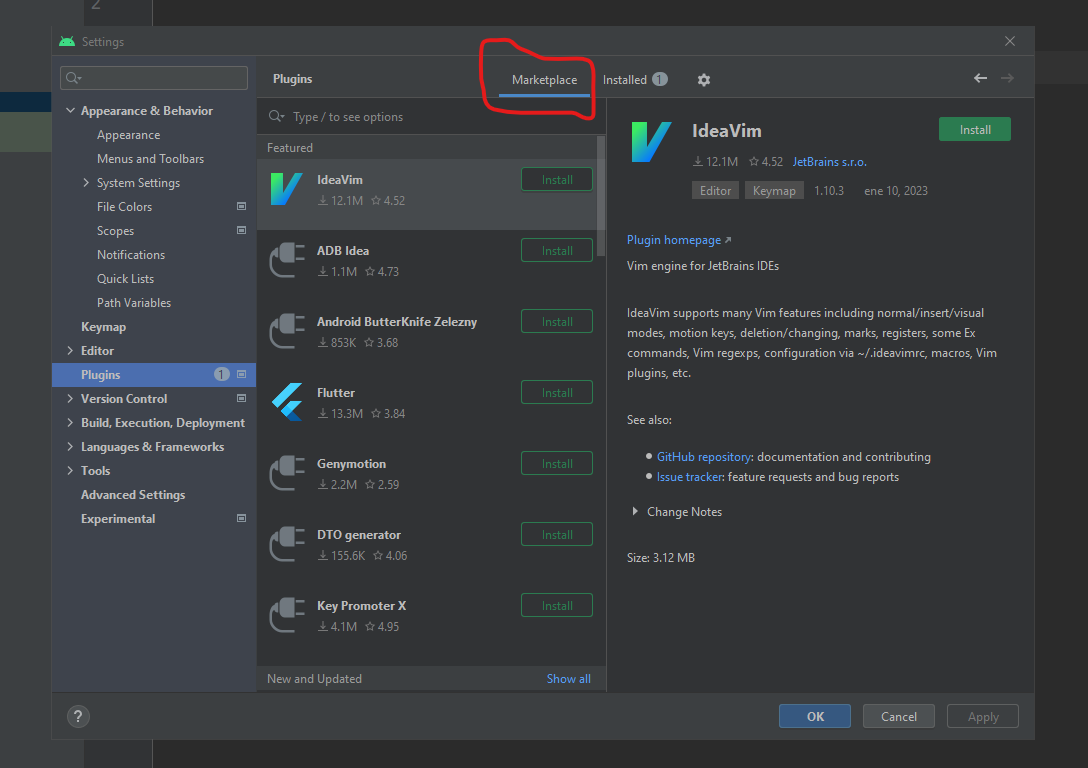 2
Settings
Appearance & Behavior
Appearance
Menus and Toolbars
System Settings
File Colors
Scopes
Notifications
Quick Lists
Path Variables
Keymap
Editor
Plugins 1
Version Control
Build, Execution, Deployment
Languages & Frameworks
Tools
Advanced Settings
Experimental
Plugins Marketplace Installed 1
Type / to see options
Featured
IdeaVim Install
12.1M 4.52
ADB Idea Install
1.1M 4.73
Android ButterKnife Zelezny Install
853K 3.68
Flutter Install
13.3M 3.84
Genymotion Install
2.2M 2.59
DTO generator Install
155.6K 4.06
Key Promoter X Install
4.1M 4.95
New and Updated Show all
IdeaVim Install
12.1M 4.52 JetBrains s.r.o.
Editor Keymap 1.10.3 ene 10, 2023
Plugin homepage
Vim engine for JetBrains IDEs
IdeaVim supports many Vim features including normal/insert/visual
modes, motion keys, deletion/changing, marks, registers, some Ex
commands, Vim regexps, configuration via ~/.ideavimrc, macros, Vim
plugins, etc.
See also:
GitHub repository: documentation and contributing
Issue tracker: feature requests and bug reports
Change Notes
Size: 3.12 MB
? OK Cancel Apply